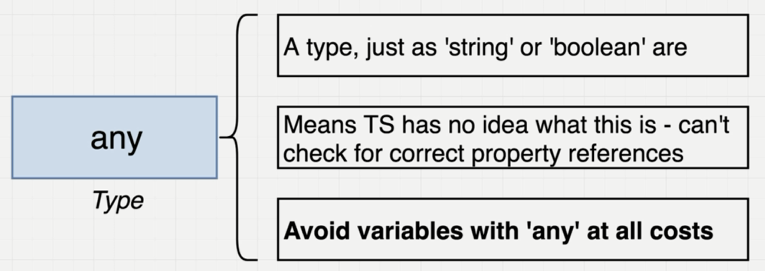 any
Type
A type, just as 'string' or 'boolean' are
Means TS has no idea what this is - can't
check for correct property references
Avoid variables with 'any' at all costs